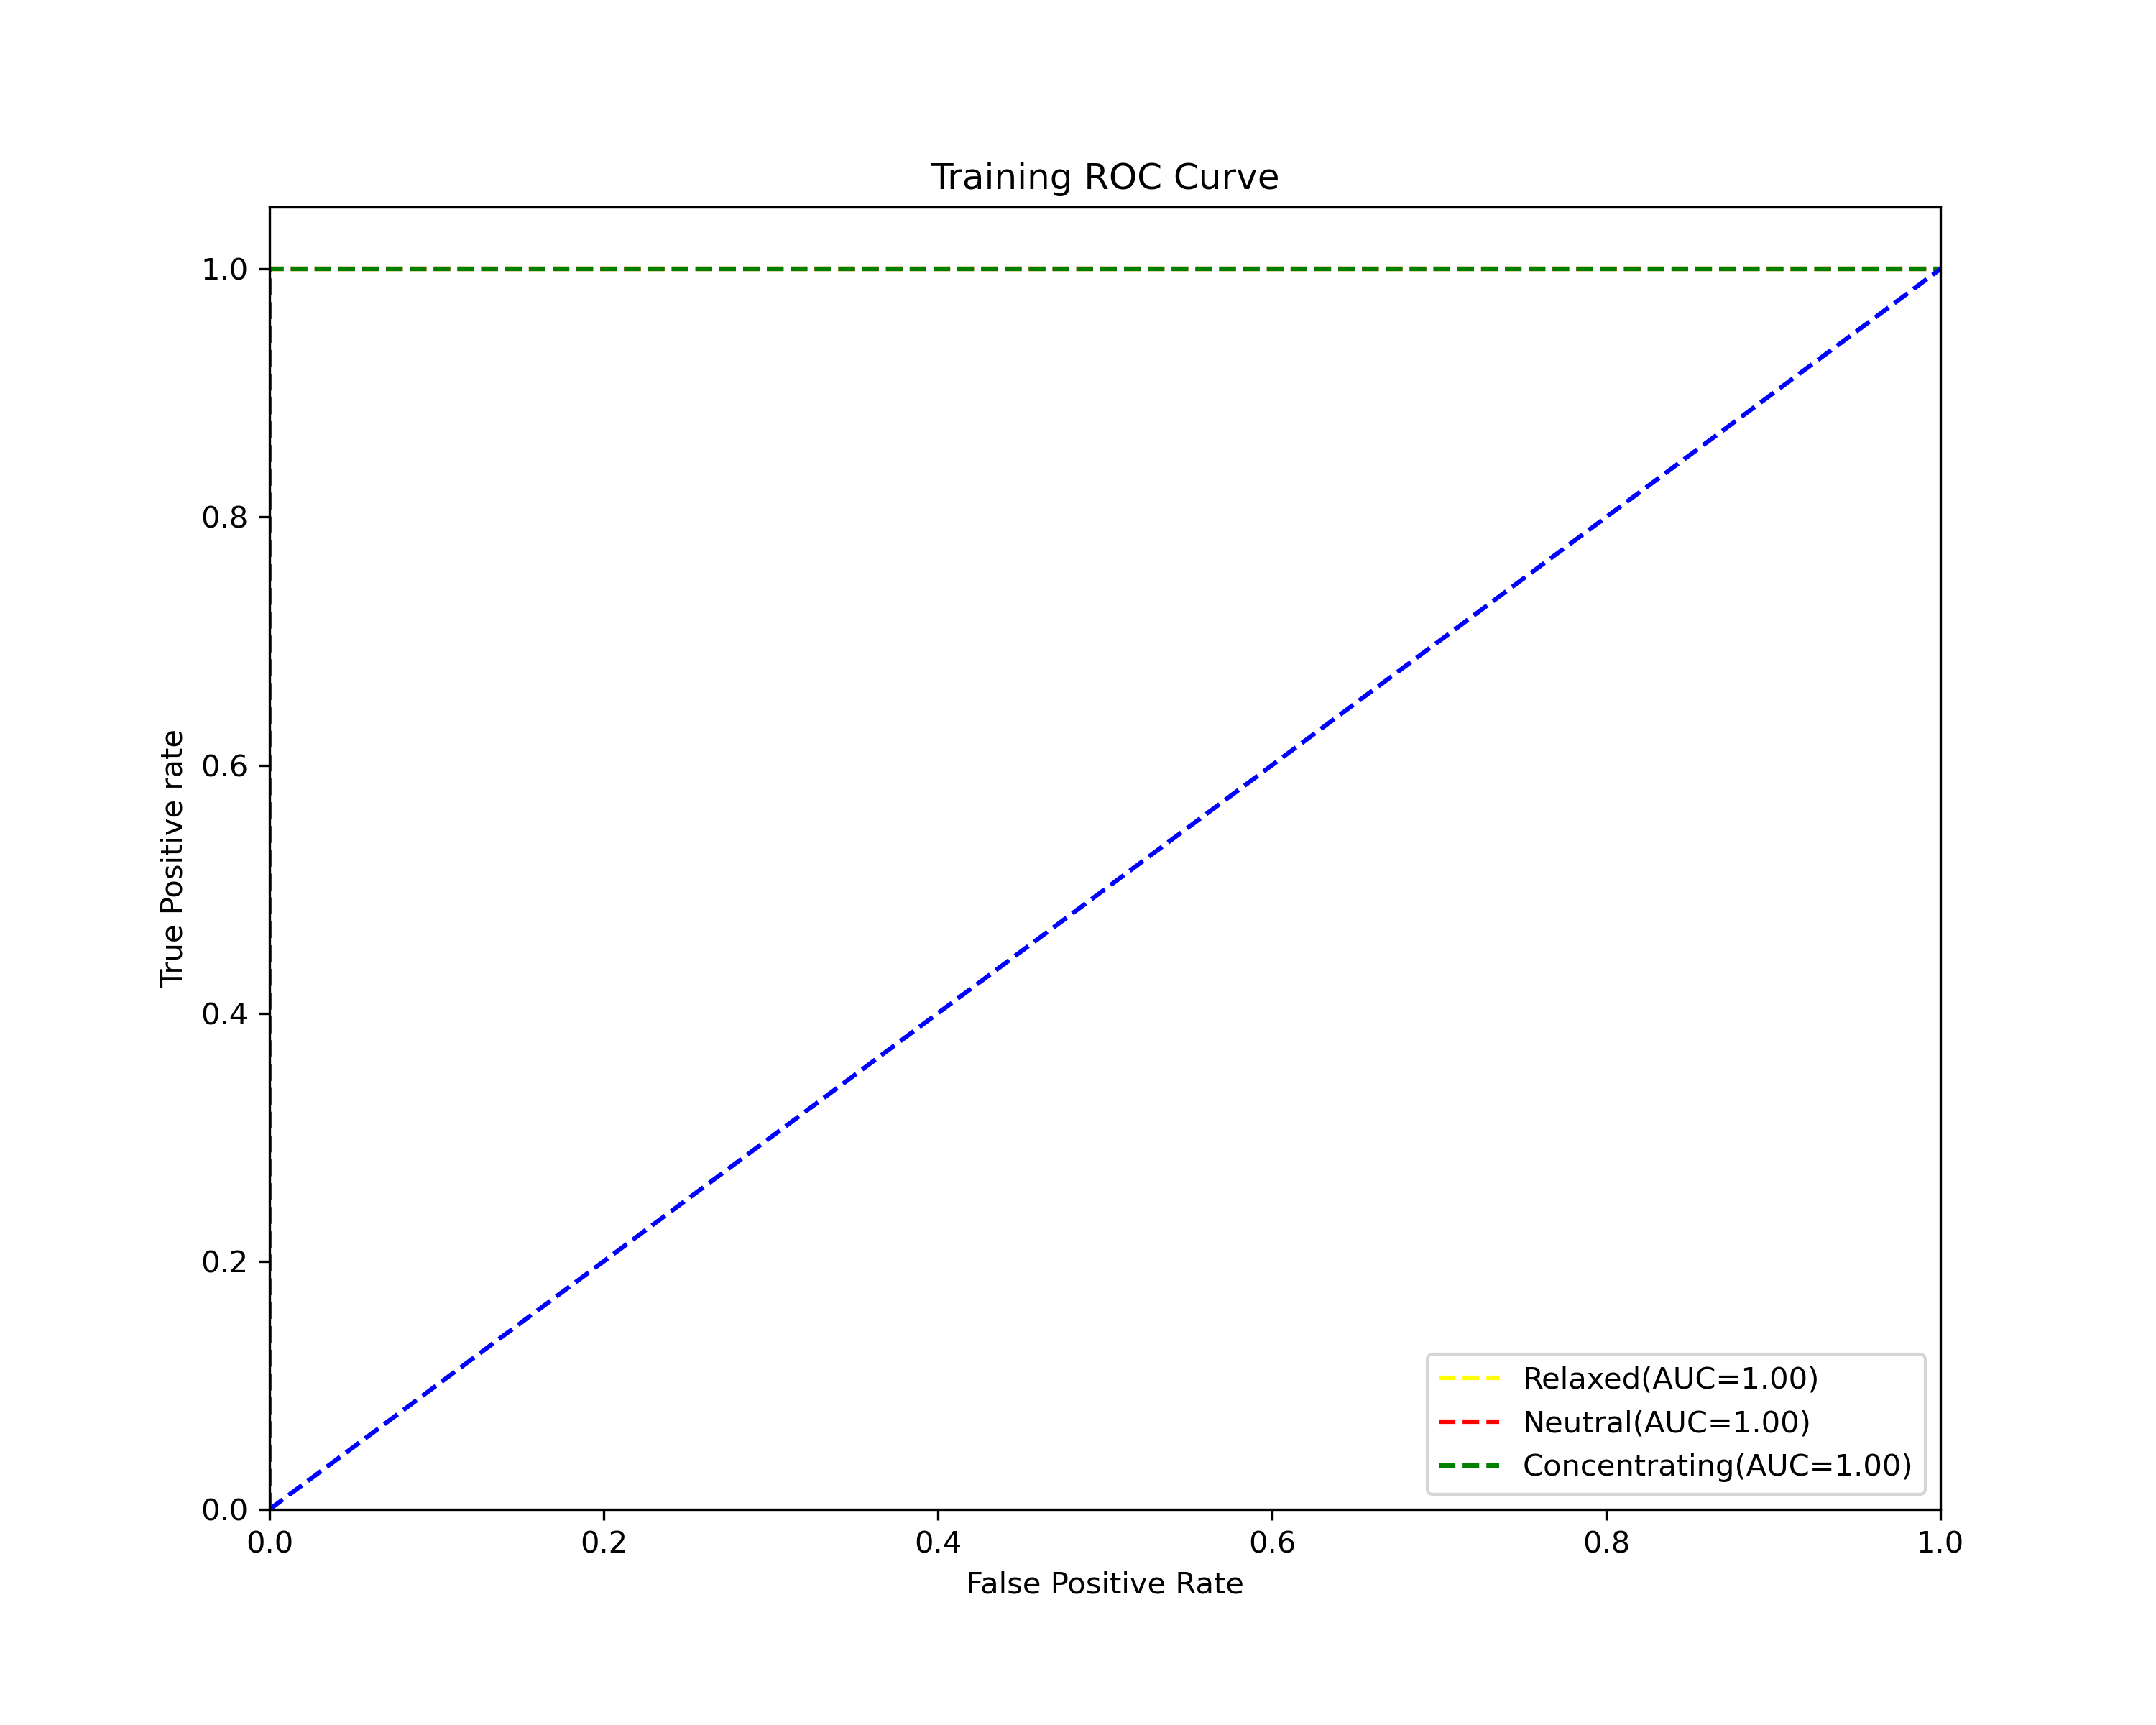 Training ROC Curve
1.0
0.8
0.6
0.4
0.2
0.0
True Positive rate
Relaxed(AUC=1.00)
Neutral(AUC=1.00)
Concentrating(AUC=1.00)
0.0 0.2 0.4 0.6 0.8 1.0
False Positive Rate